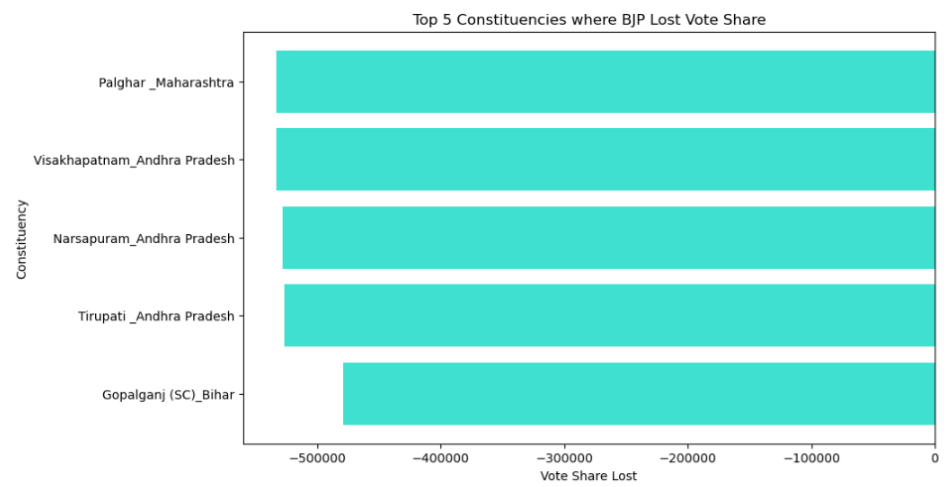 Top 5 Constituencies where BJP Lost Vote Share
Constituency
Palghar _Maharashtra
Visakhapatnam_Andhra Pradesh
Narsapuram_Andhra Pradesh
Tirupati _Andhra Pradesh
Gopalganj (SC)_Bihar
−500000 −400000 −300000 −200000 −100000 0
Vote Share Lost